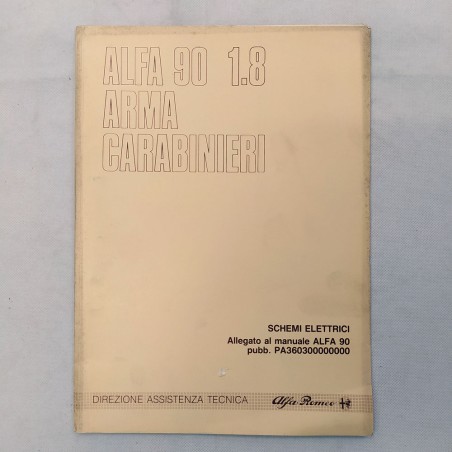 ALFA 90 1.8
ARMA
CARABINIERI
SCHEMI ELETTRICI
Allegato al manuale ALFA 90
pubb. PA360300000000
DIREZIONE ASSISTENZA TECNICA
Alfa Romeo